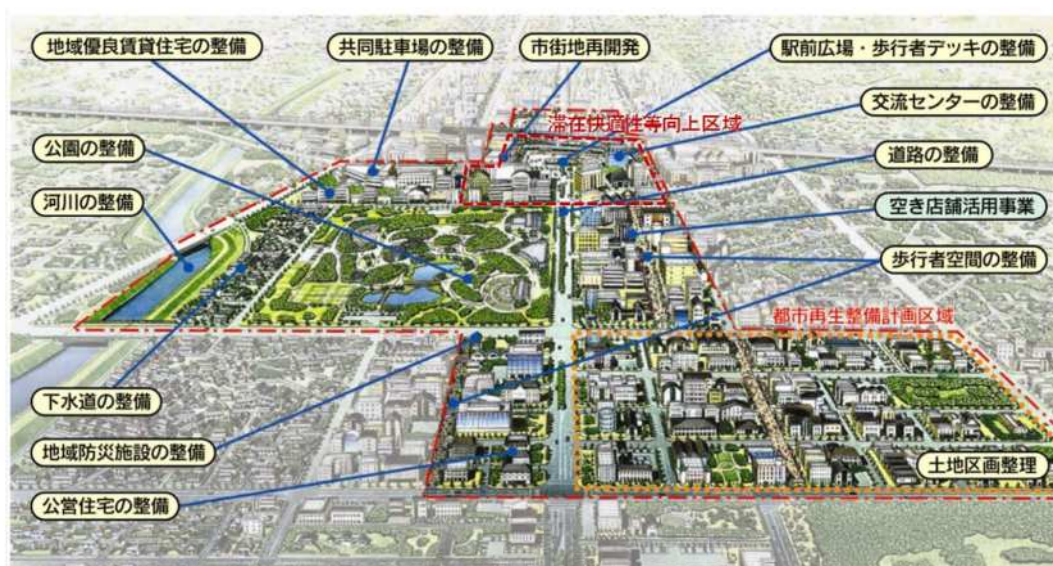 地域優良賃貸住宅の整備
共同駐車場の整備
市街地再開発
駅前広場・歩行者デッキの整備
滞在快適性等向上区域
交流センターの整備
公園の整備
道路の整備
河川の整備
空き店舗活用事業
歩行者空間の整備
都市再生整備計画区域
下水道の整備
地域防災施設の整備
土地区画整理
公営住宅の整備